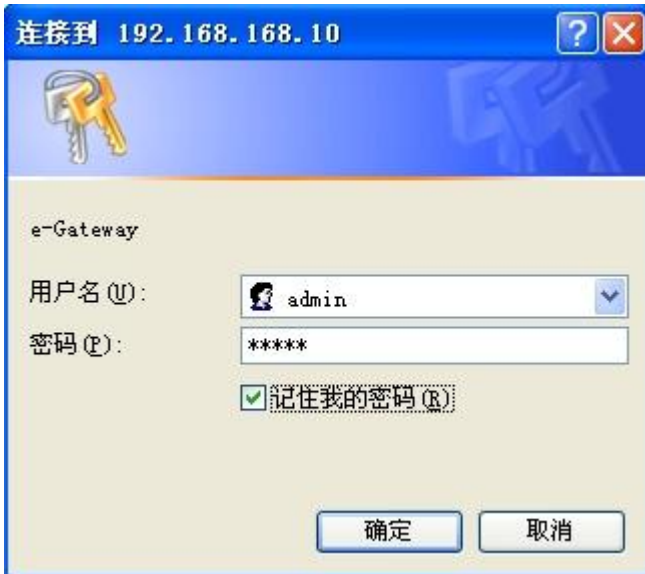 连接到 192.168.168.10
e-Gateway
用户名(U):
admin
密码(P):
*****
记住我的密码(R)
确定
取消